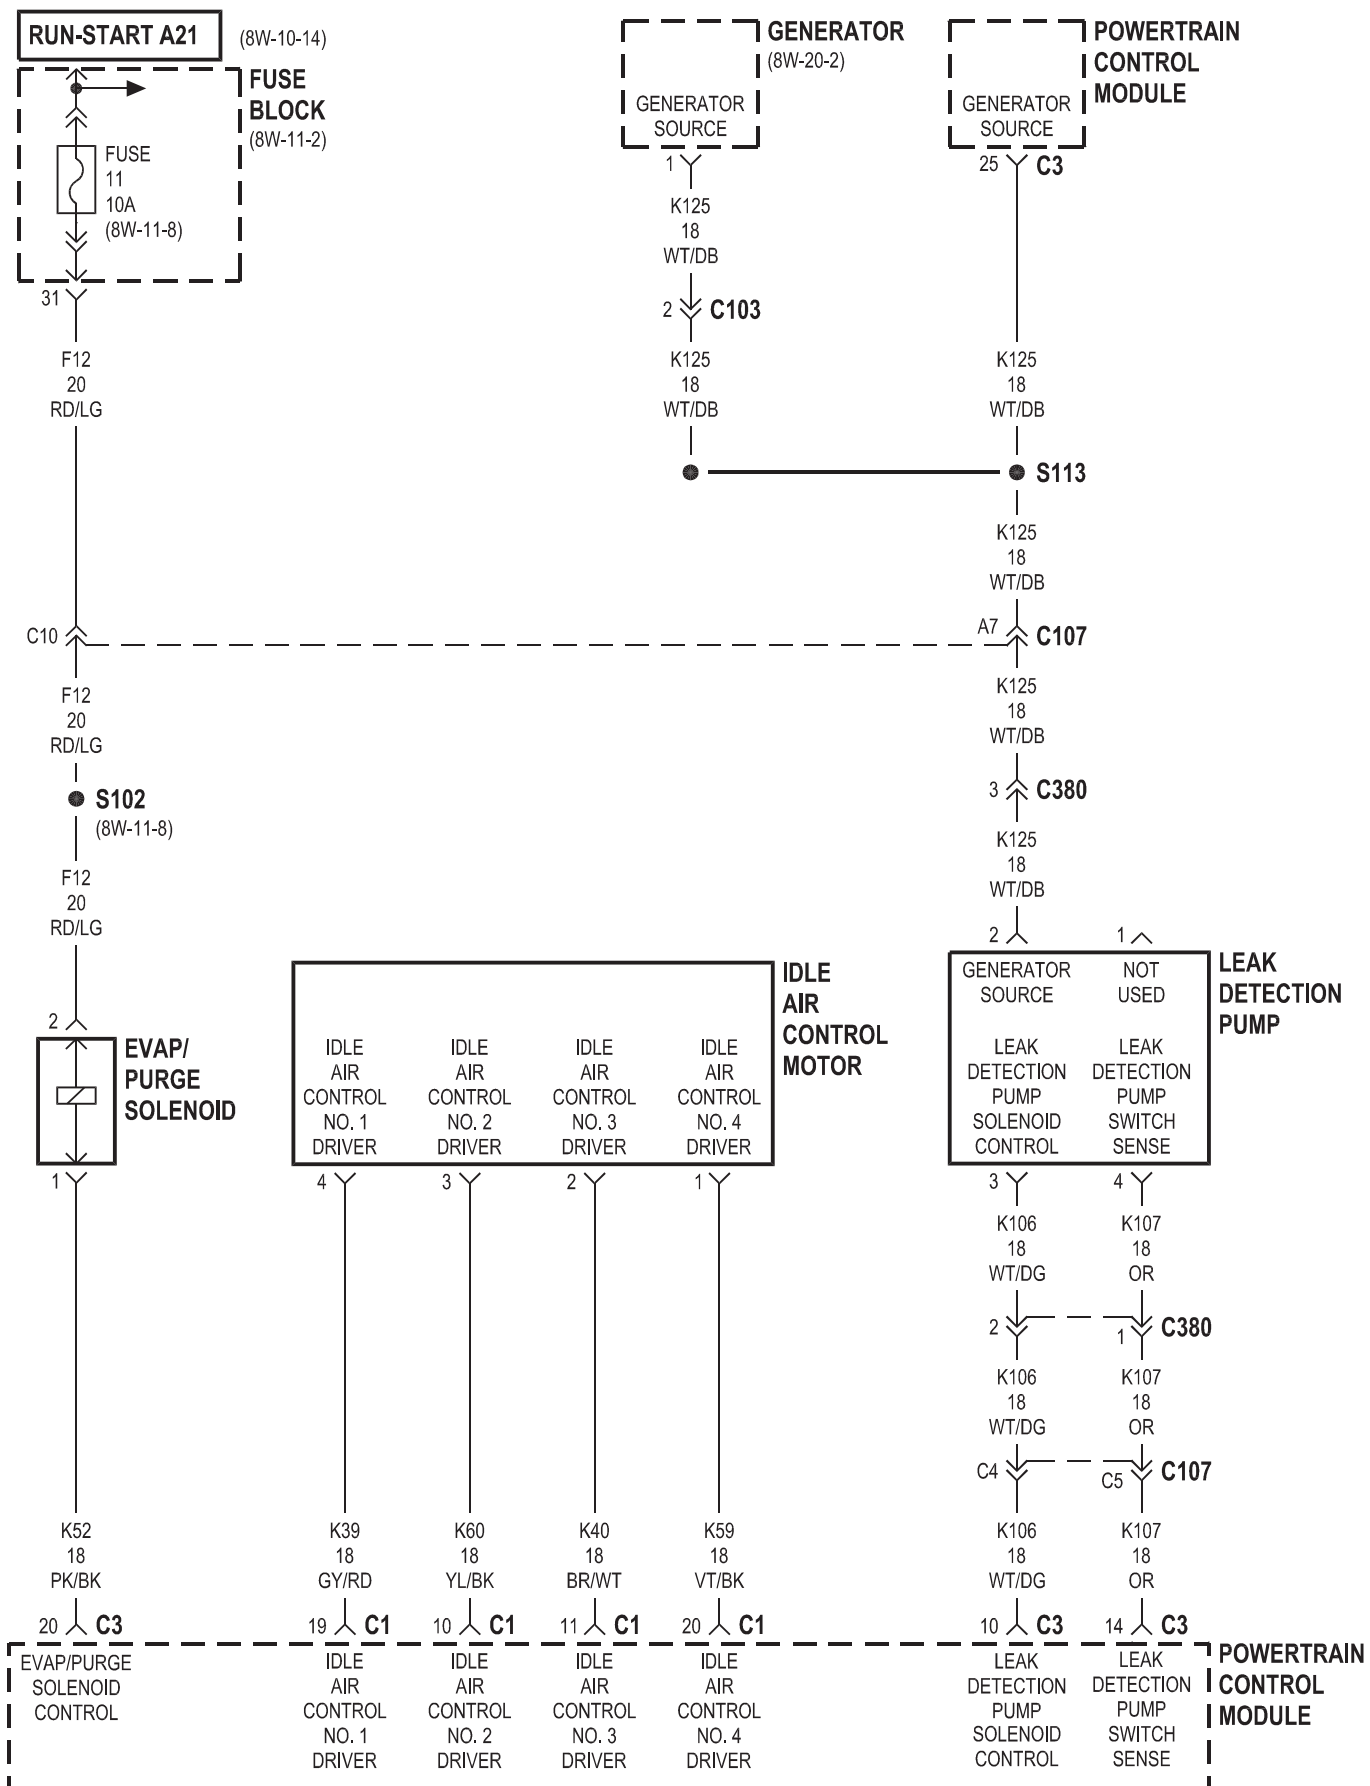 RUN-START A21
(8W-10-14)
FUSE
BLOCK
(8W-11-2)
FUSE
11
10A
(8W-11-8)
31
F12
20
RD/LG
C10
F12
20
RD/LG
S102
(8W-11-8)
F12
20
RD/LG
2
EVAP/
PURGE
SOLENOID
1
K52
18
PK/BK
20
C3
EVAP/PURGE
SOLENOID
CONTROL
GENERATOR
(8W-20-2)
GENERATOR
SOURCE
1
K125
18
WT/DB
2
C103
K125
18
WT/DB
POWERTRAIN
CONTROL
MODULE
GENERATOR
SOURCE
25
C3
K125
18
WT/DB
S113
K125
18
WT/DB
A7
C107
K125
18
WT/DB
3
C380
K125
18
WT/DB
2
1
GENERATOR
SOURCE
NOT
USED
LEAK
DETECTION
PUMP
LEAK
DETECTION
PUMP
SOLENOID
CONTROL
LEAK
DETECTION
PUMP
SWITCH
SENSE
IDLE
AIR
CONTROL
MOTOR
IDLE
AIR
CONTROL
NO. 1
DRIVER
IDLE
AIR
CONTROL
NO. 2
DRIVER
IDLE
AIR
CONTROL
NO. 3
DRIVER
IDLE
AIR
CONTROL
NO. 4
DRIVER
4
3
2
1
K39
18
GY/RD
K60
18
YL/BK
K40
18
BR/WT
K59
18
VT/BK
19
C1
10
C1
11
C1
20
C1
IDLE
AIR
CONTROL
NO. 1
DRIVER
IDLE
AIR
CONTROL
NO. 2
DRIVER
IDLE
AIR
CONTROL
NO. 3
DRIVER
IDLE
AIR
CONTROL
NO. 4
DRIVER
3
4
K106
18
WT/DG
K107
18
OR
2
1
C380
K106
18
WT/DG
K107
18
OR
C4
C5
C107
K106
18
WT/DG
K107
18
OR
10
C3
14
C3
LEAK
DETECTION
PUMP
SOLENOID
CONTROL
LEAK
DETECTION
PUMP
SWITCH
SENSE
POWERTRAIN
CONTROL
MODULE